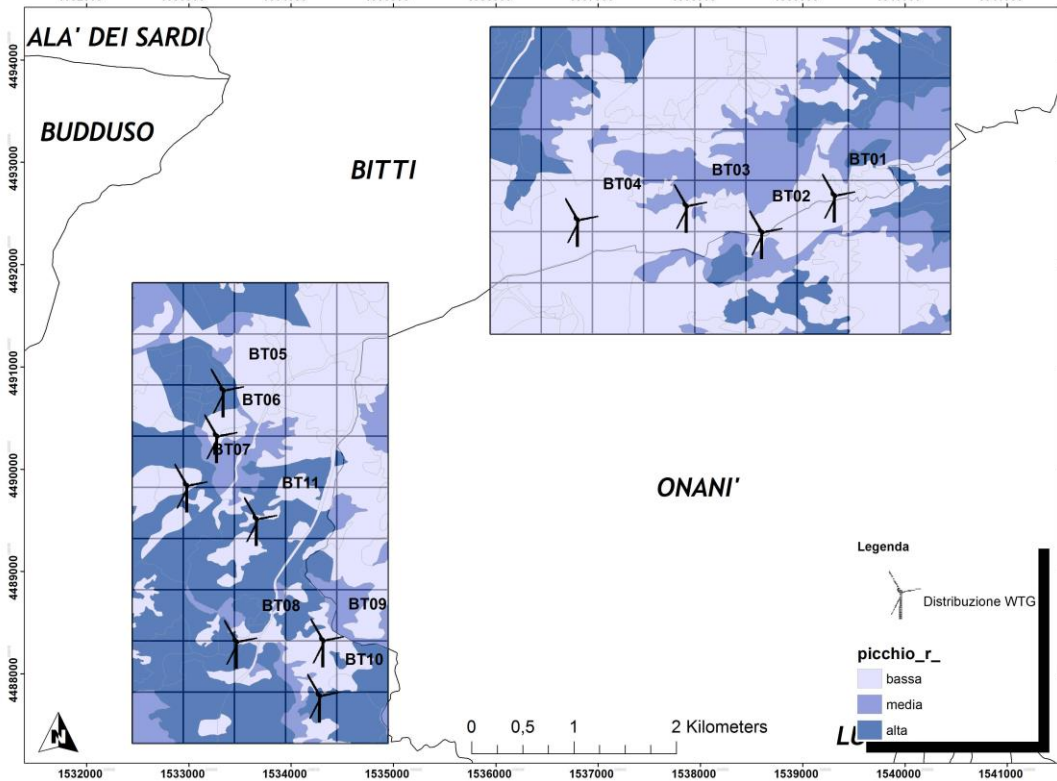 ALA' DEI SARDI
BUDDUSO
BITTI
ONANI'
BT01
BT03
BT04
BT02
BT05
BT06
BT07
BT11
BT08
BT09
BT10
4494000
4493000
4492000
4491000
4490000
4489000
4488000
Legenda
Distribuzione WTG
picchio_r_
bassa
media
alta
LU
N
0 0,5 1 2 Kilometers
1532000 1533000 1534000 1535000 1536000 1537000 1538000 1539000 1540000 1541000